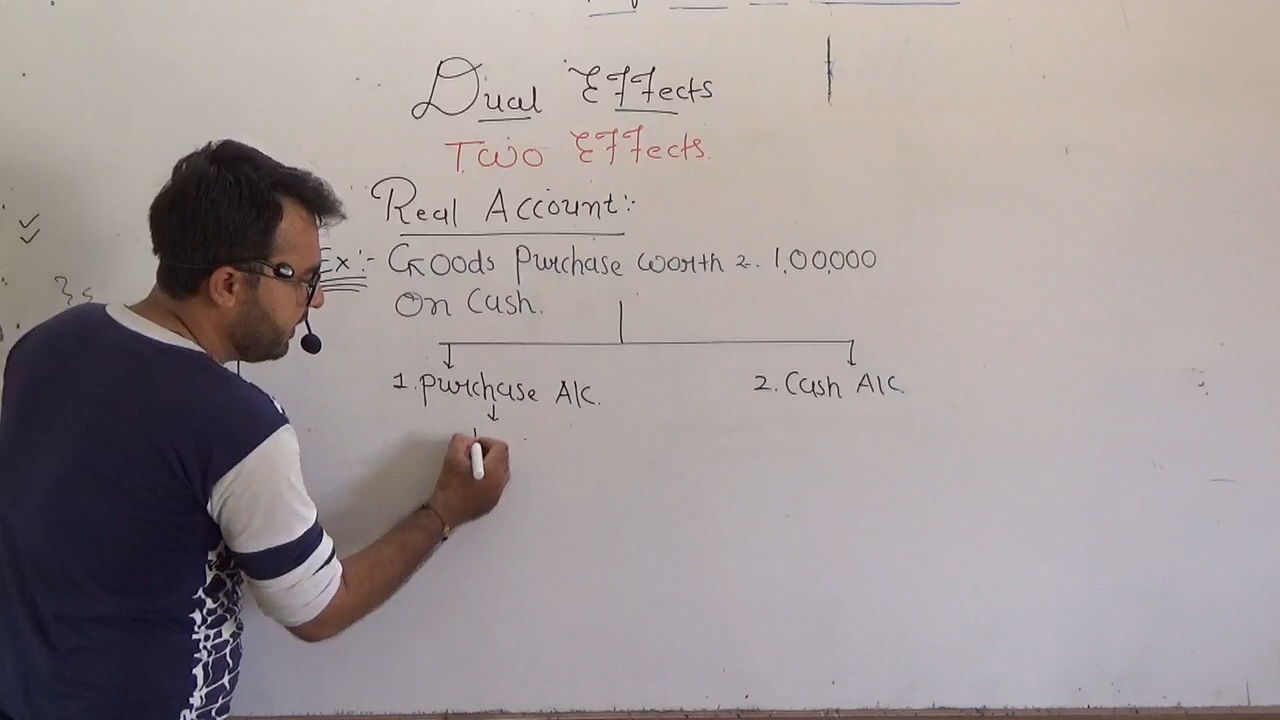 Dual Effects
Two Effects.
Real Account:-
Ex:- Goods purchase worth 1,00,000
On Cash.
1. Purchase A/C.
2. Cash A/C.